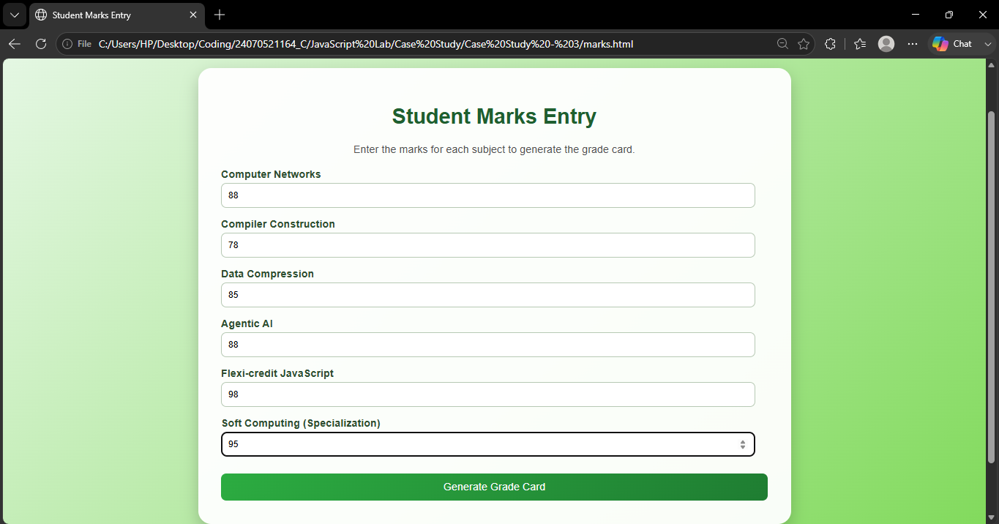 Student Marks Entry
File C:/Users/HP/Desktop/Coding/24070521164_C/JavaScript%20Lab/Case%20Study/Case%20Study%20-%203/marks.html
Chat
Student Marks Entry
Enter the marks for each subject to generate the grade card.
Computer Networks
88
Compiler Construction
78
Data Compression
85
Agentic AI
88
Flexi-credit JavaScript
98
Soft Computing (Specialization)
95
Generate Grade Card